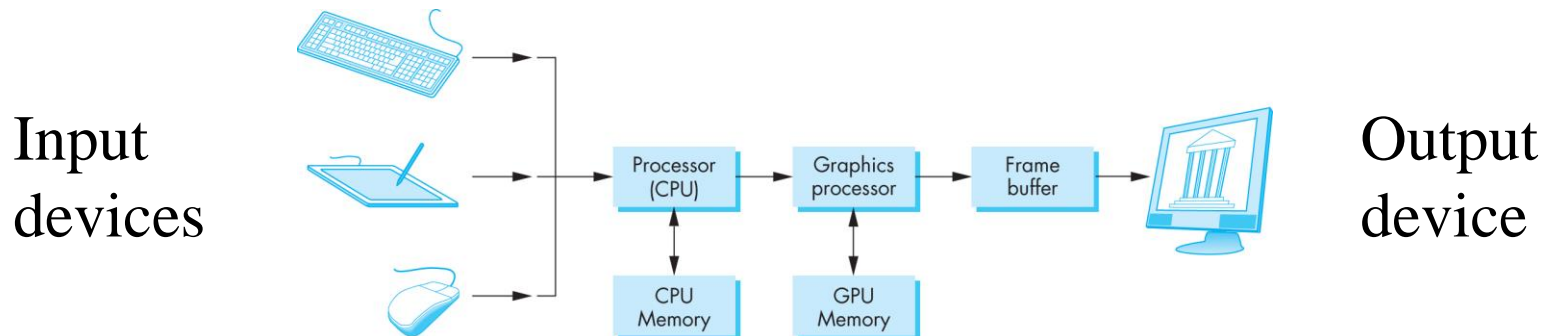 Input
devices
Processor
(CPU)
Graphics
processor
Frame
buffer
CPU
Memory
GPU
Memory
Output
device